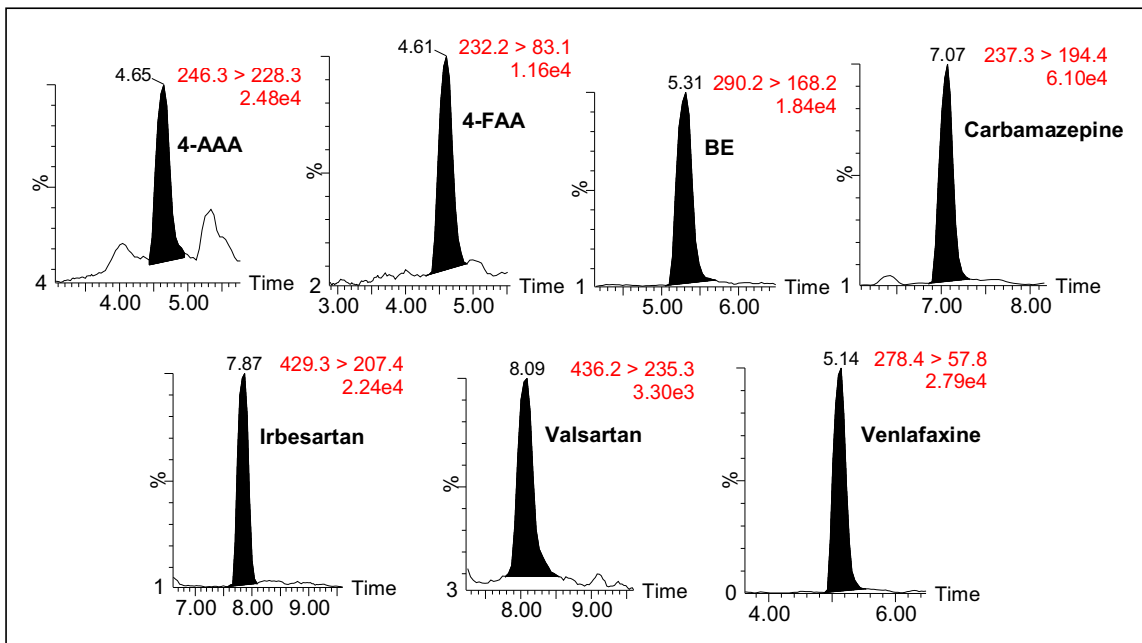 4.65
246.3 > 228.3
2.48e4
4-AAA
%
4
Time
4.00 5.00
4.61
232.2 > 83.1
1.16e4
4-FAA
%
2
Time
3.00 4.00 5.00
5.31
290.2 > 168.2
1.84e4
BE
%
1
Time
5.00 6.00
7.07
237.3 > 194.4
6.10e4
Carbamazepine
%
1
Time
7.00 8.00
7.87
429.3 > 207.4
2.24e4
Irbesartan
%
1
Time
7.00 8.00 9.00
8.09
436.2 > 235.3
3.30e3
Valsartan
%
3
Time
8.00 9.00
5.14
278.4 > 57.8
2.79e4
Venlafaxine
%
0
Time
4.00 6.00